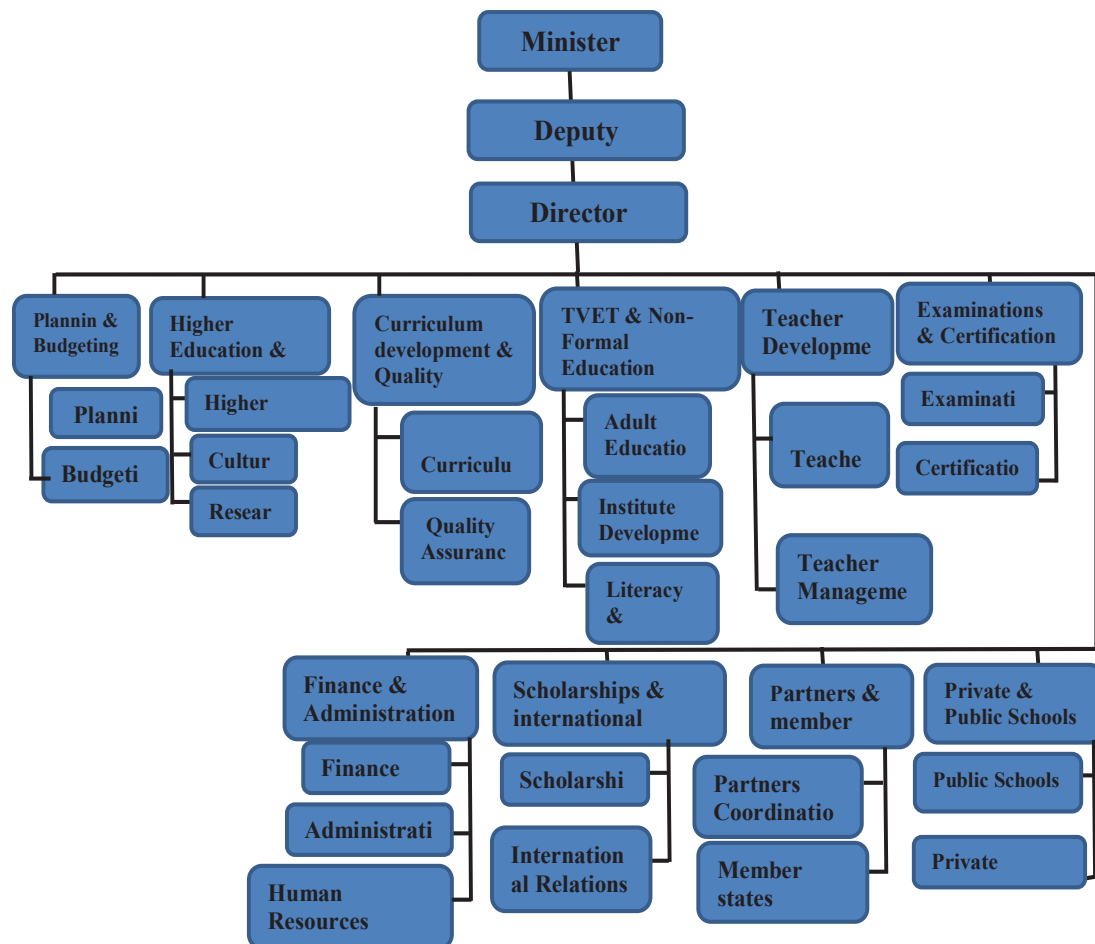 Minister
Deputy
Director
Plannin &
Budgeting
Planni
Budgeti
Higher
Education &
Higher
Cultur
Resear
Curriculum
development &
Quality
Curriculu
Quality
Assuranc
TVET & Non-
Formal
Education
Adult
Educatio
Institute
Developme
Literacy
&
Teacher
Developme
Teache
Teacher
Manageme
Examinations
& Certification
Examinati
Certificatio
Finance &
Administration
Finance
Administrati
Human
Resources
Scholarships &
international
Scholarshi
Internation
al Relations
Partners &
member
Partners
Coordinatio
Member
states
Private &
Public Schools
Public Schools
Private